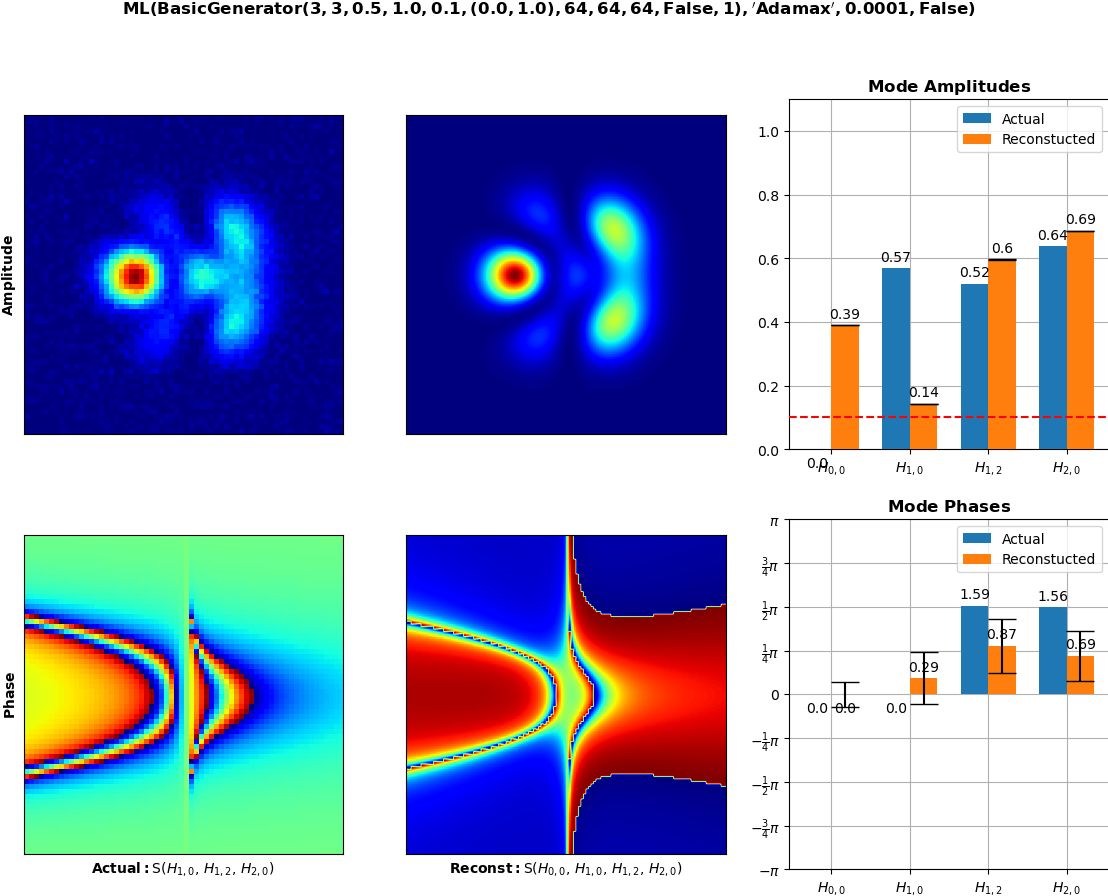 ML(BasicGenerator(3, 3, 0.5, 1.0, 0.1, (0.0, 1.0), 64, 64, 64, False, 1), ′Adamax′, 0.0001, False)
Amplitude
Mode Amplitudes
Actual
Reconstucted
1.0
0.8
0.6
0.4
0.2
0.0
0.0
0.39
0.57
0.14
0.52
0.6
0.64
0.69
H0,0
H1,0
H1,2
H2,0
Phase
Actual: S(H1,0, H1,2, H2,0)
Reconst: S(H0,0, H1,0, H1,2, H2,0)
Mode Phases
Actual
Reconstucted
π
3/4π
1/2π
1/4π
0
−1/4π
−1/2π
−3/4π
−π
0.0
0.0
0.0
0.29
1.59
0.87
1.56
0.69
H0,0
H1,0
H1,2
H2,0